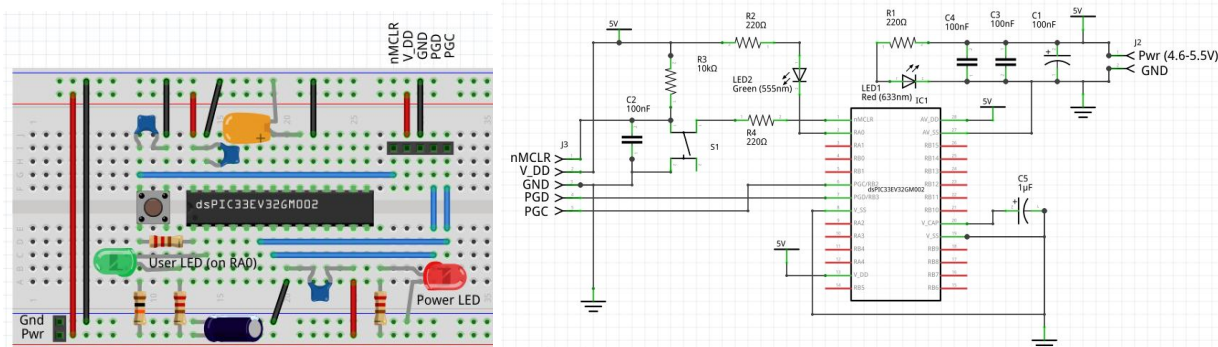 nMCLR
V_DD
GND
PGD
PGC
dsPIC33EV32GM002
User LED (on RA0)
Power LED
Gnd
Pwr
5V
R2
220Ω
R3
10kΩ
LED2
Green (555nm)
C2
100nF
S1
R4
220Ω
J3
nMCLR
V_DD
GND
PGD
PGC
R1
220Ω
C4
100nF
C3
100nF
C1
100nF
5V
J2
Pwr (4.6-5.5V)
GND
LED1
Red (633nm)
IC1
nMCLR
RA0
RA1
RB0
RB1
PGC/RB2
PGD/RB3
V_SS
RA2
RA3
RB4
RA4
V_DD
RB5
dsPIC33EV32GM002
AV_DD
AV_SS
RB15
RB14
RB13
RB12
RB11
RB10
V_CAP
V_SS
RB9
RB8
RB7
RB6
5V
5V
C5
1µF